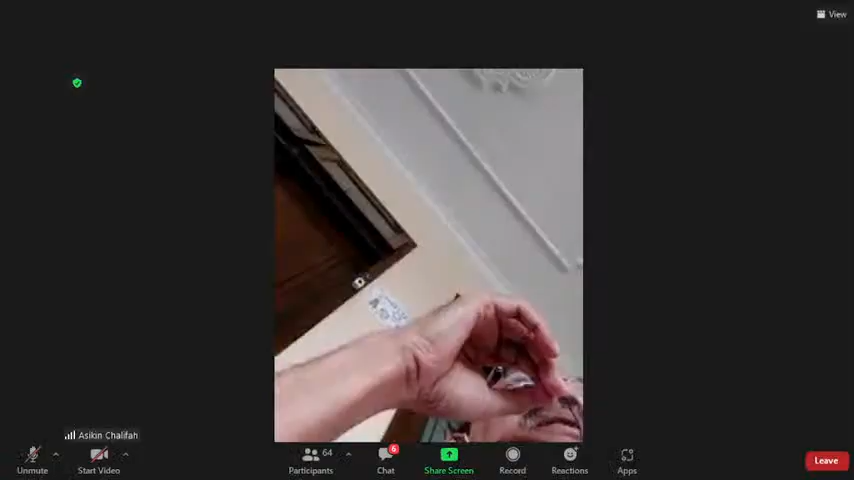 View
Asikin Chalifah
64
6
Unmute
Start Video
Participants
Chat
Share Screen
Record
Reactions
Apps
Leave